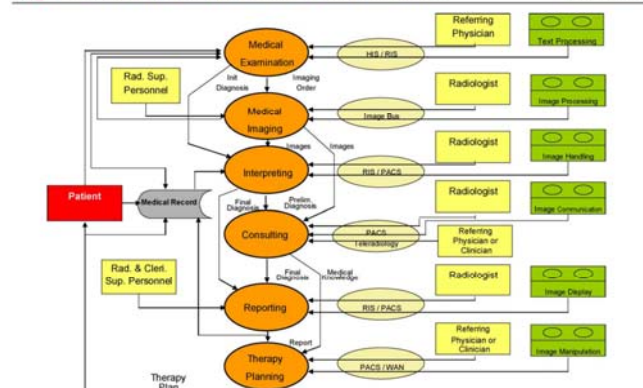 Referring
Physician
Medical
Examination
HIS / RIS
Text Processing
Rad. Sup.
Personnel
Init
Diagnosis
Imaging
Order
Radiologist
Medical
Imaging
Image Bus
Image Processing
Images
Images
Radiologist
Interpreting
RIS / PACS
Image Handling
Patient
Medical Record
Final
Diagnosis
Prelim.
Diagnosis
Radiologist
Consulting
PACS
Teleradiology
Image Communication
Referring
Physician or
Clinician
Rad. & Cleri.
Sup. Personnel
Final
Diagnosis
Medical
Knowledge
Radiologist
Reporting
RIS / PACS
Image Display
Report
Referring
Physician or
Clinician
Therapy
Planning
PACS / WAN
Image Manipulation
Therapy
Plan